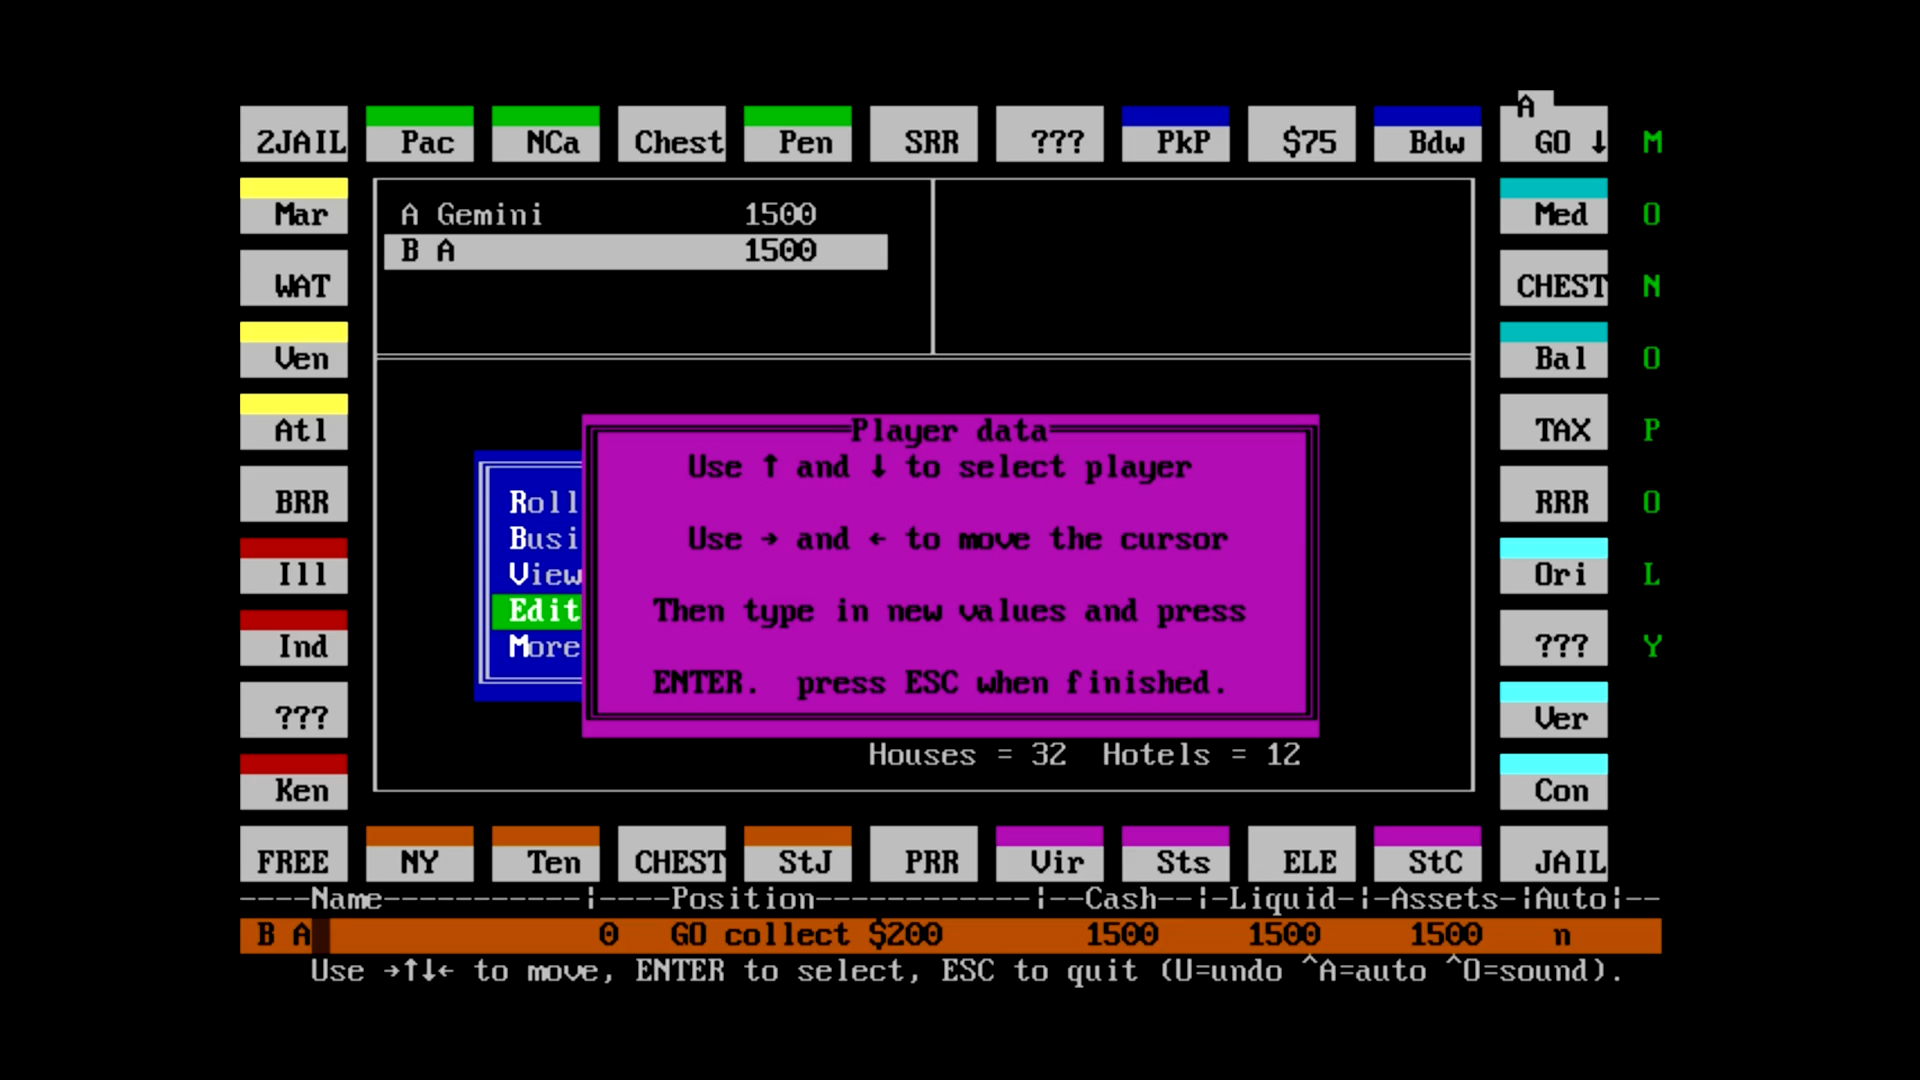 A
2JAIL Pac NCa Chest Pen SRR ??? PkP $75 Bdw GO ↓ M
Mar A Gemini 1500 Med O
B A 1500
WAT CHEST N
Ven Bal O
Atl TAX P
Player data
Use ↑ and ↓ to select player
BRR Roll RRR O
Use → and ← to move the cursor
Busi
Ill View Ori L
Edit Then type in new values and press
Ind More ??? Y
ENTER. press ESC when finished.
??? Ver
Houses = 32 Hotels = 12
Ken Con
FREE NY Ten CHEST StJ PRR Vir Sts ELE StC JAIL
----Name-----------¦----Position------------¦--Cash--¦-Liquid-¦-Assets-¦Auto¦--
B A 0 GO collect $200 1500 1500 1500 n
Use →↑↓← to move, ENTER to select, ESC to quit (U=undo ^A=auto ^O=sound).